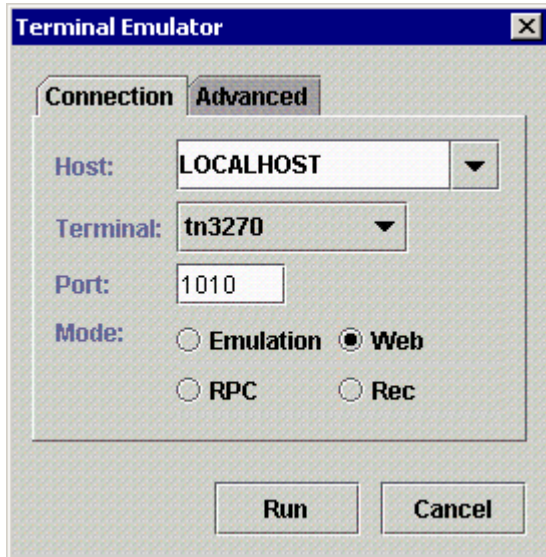 Terminal Emulator
Connection Advanced
Host: LOCALHOST
Terminal: tn3270
Port: 1010
Mode: Emulation Web
RPC Rec
Run Cancel